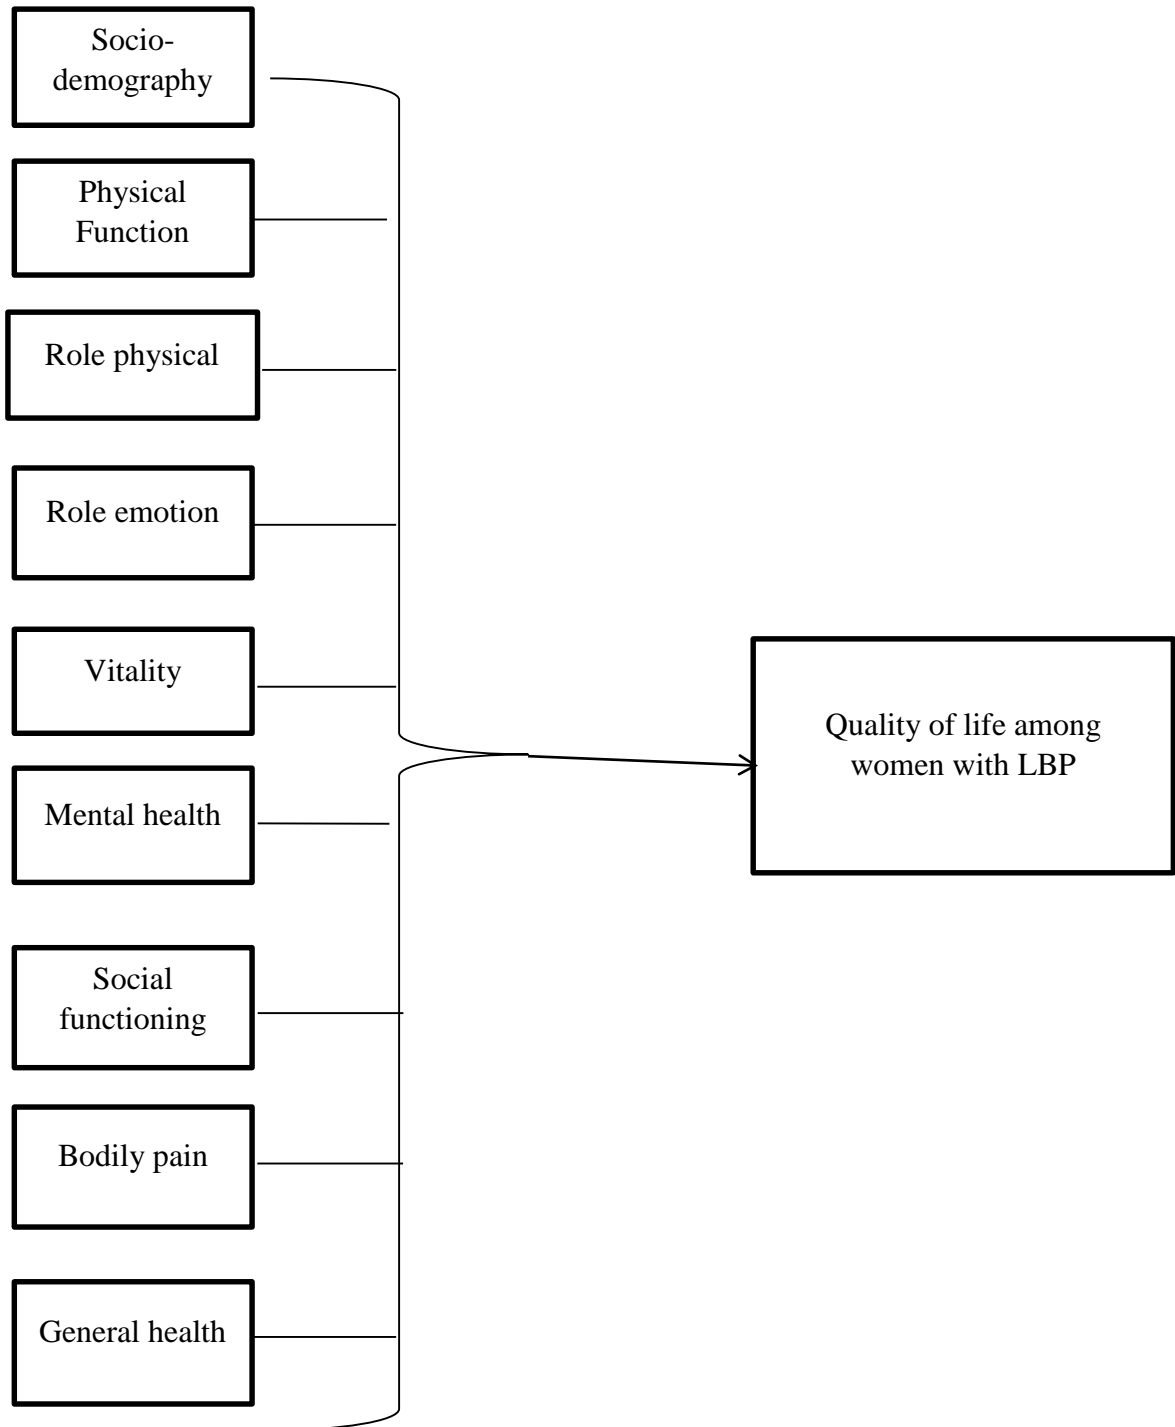 Socio-
demography
Physical
Function
Role physical
Role emotion
Vitality
Mental health
Social
functioning
Bodily pain
General health
Quality of life among
women with LBP